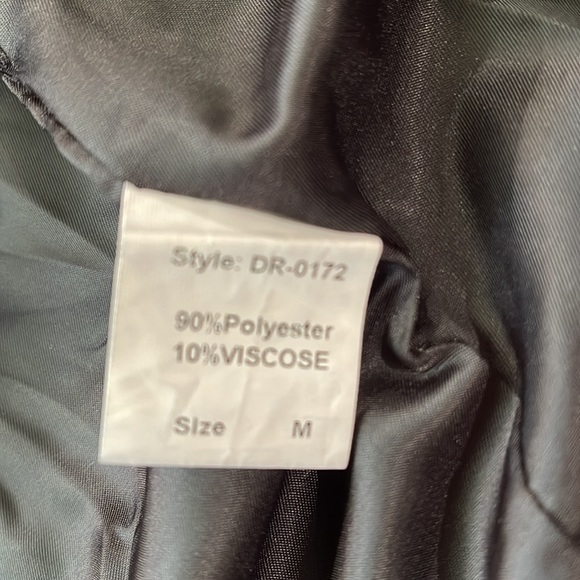 Style: DR-0172
90%Polyester
10%VISCOSE
Size M